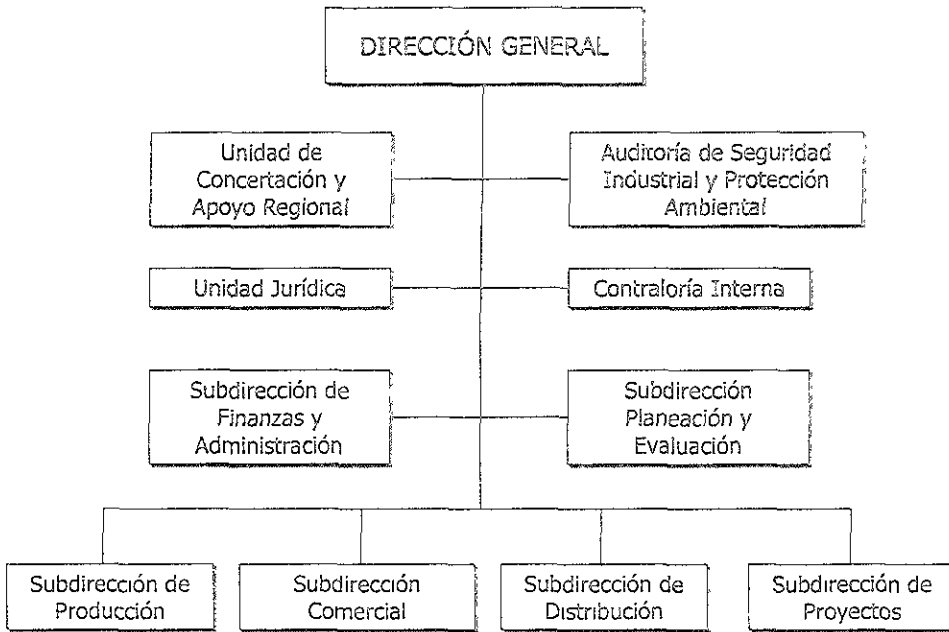 DIRECCIÓN GENERAL
Unidad de
Concertación y
Apoyo Regional
Auditoría de Seguridad
Industrial y Protección
Ambiental
Unidad Jurídica
Contraloría Interna
Subdirección de
Finanzas y
Administración
Subdirección
Planeación y
Evaluación
Subdirección de
Producción
Subdirección
Comercial
Subdirección de
Distribución
Subdirección de
Proyectos